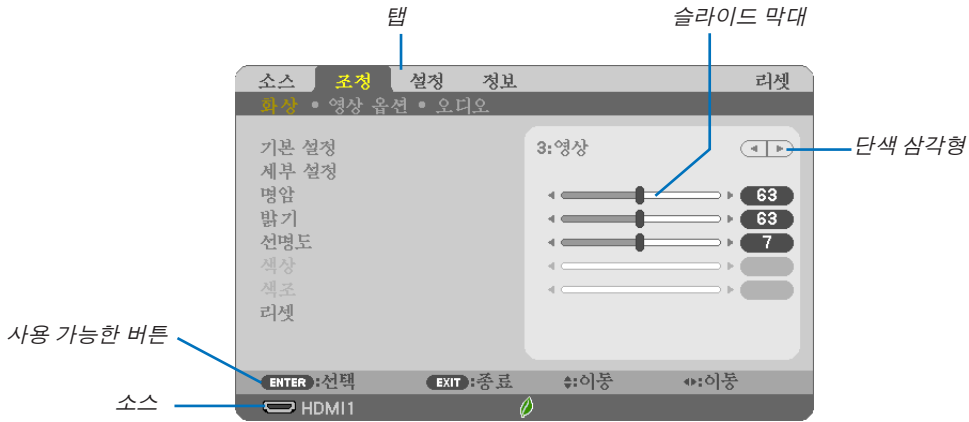 탭 슬라이드 막대
소스 조정 설정 정보 리셋
화상 • 영상 옵션 • 오디오
기본 설정 3:영상 단색 삼각형
세부 설정
명암 63
밝기 63
선명도 7
색상
색조
리셋
사용 가능한 버튼
ENTER:선택 EXIT:종료 :이동 :이동
소스 HDMI1